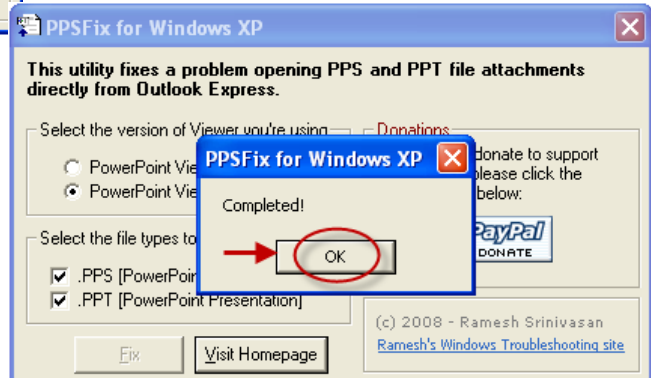 PPSFix for Windows XP
This utility fixes a problem opening PPS and PPT file attachments
directly from Outlook Express.
Select the version of Viewer you're using
PowerPoint
PowerPoint
Select the file types to
.PPS [PowerPoint
.PPT [PowerPoint Presentation]
Fix
Visit Homepage
PPSFix for Windows XP
Completed!
OK
Donations
donate to support
please click the
below:
PayPal
DONATE
(c) 2008 - Ramesh Srinivasan
Ramesh's Windows Troubleshooting site